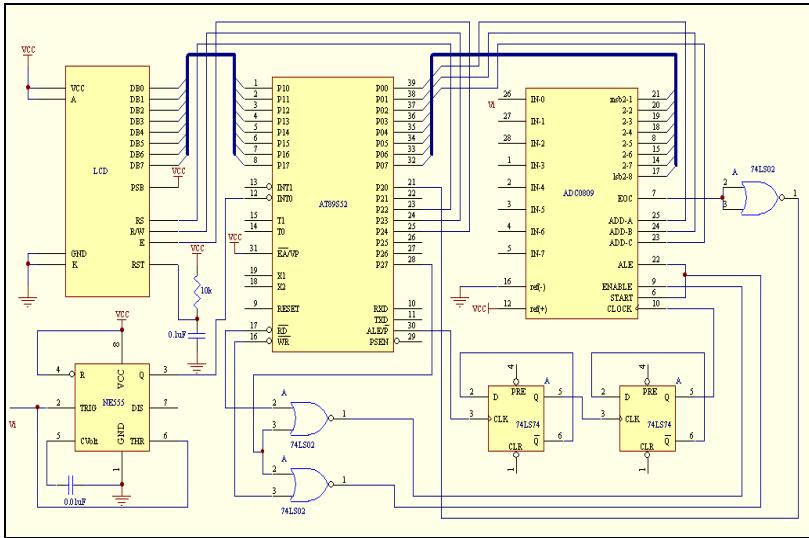 VCC
VCC
A
LCD
GND
K
DB0
DB1
DB2
DB3
DB4
DB5
DB6
DB7
PSB
VCC
RS
R/W
E
RST
VCC
10k
0.1uF
1
2
3
4
5
6
7
8
13
12
15
14
VCC
31
19
18
9
17
16
P10
P11
P12
P13
P14
P15
P16
P17
INT1
INT0
T1
T0
EA/VP
X1
X2
RESET
RD
WR
AT89S52
P00
P01
P02
P03
P04
P05
P06
P07
P20
P21
P22
P23
P24
P25
P26
P27
RXD
TXD
ALE/P
PSEN
39
38
37
36
35
34
33
32
21
22
23
24
25
26
27
28
10
11
30
29
Vi
26
27
28
1
2
3
4
5
16
VCC
12
IN-0
IN-1
IN-2
IN-3
IN-4
IN-5
IN-6
IN-7
ref(-)
ref(+)
ADC0809
msb2-1
2-2
2-3
2-4
2-5
2-6
2-7
lsb2-8
EOC
ADD-A
ADD-B
ADD-C
ALE
ENABLE
START
CLOCK
21
20
19
18
8
15
14
17
7
25
24
23
22
9
6
10
A
74LS02
2
3
1
VCC
8
4
R
VCC
Q
3
NE555
Vi
2
TRIG
DIS
7
5
CVolt
GND
THR
6
1
0.01uF
A
2
3
1
74LS02
A
2
3
1
74LS02
4
A
2
D
PRE
Q
5
3
CLK
74LS74
Q
6
CLR
1
4
A
2
D
PRE
Q
5
3
CLK
74LS74
Q
6
CLR
1